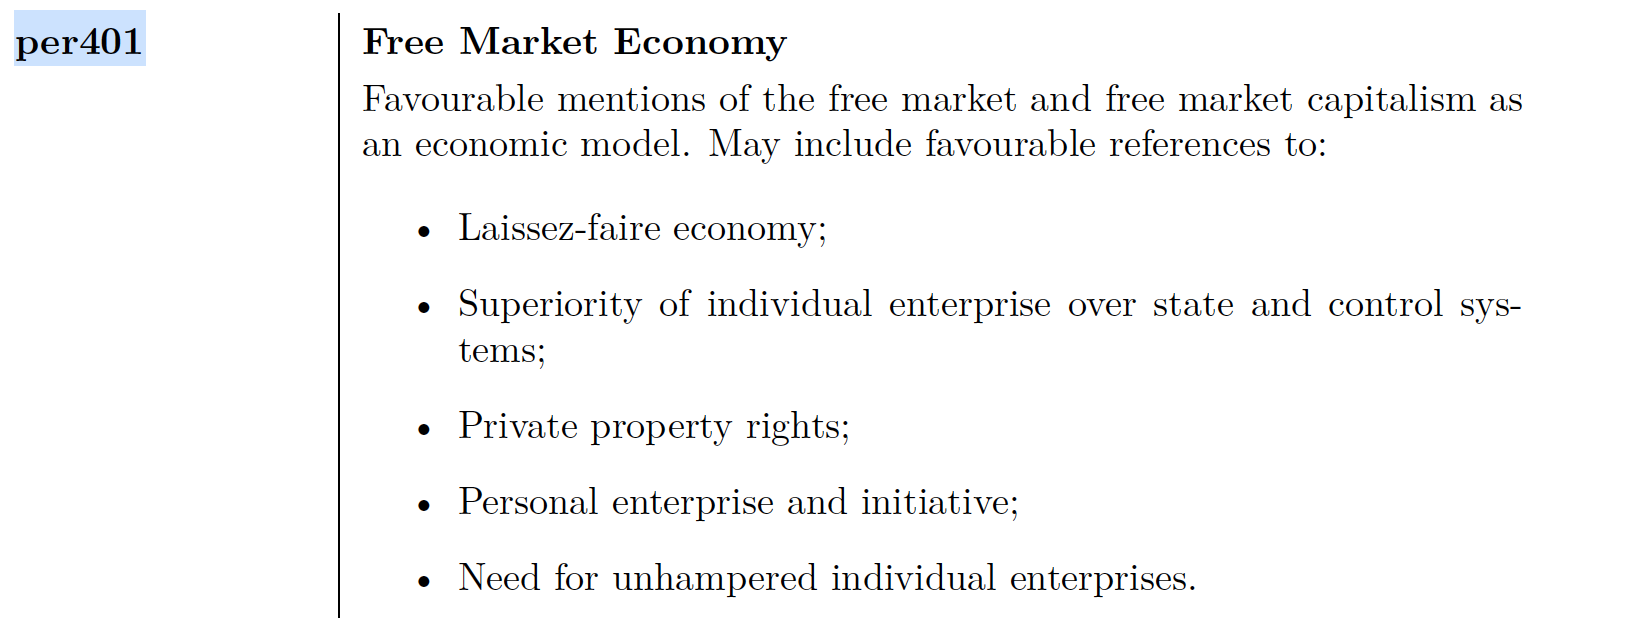 per401
Free Market Economy
Favourable mentions of the free market and free market capitalism as
an economic model. May include favourable references to:
• Laissez-faire economy;
• Superiority of individual enterprise over state and control sys-
tems;
• Private property rights;
• Personal enterprise and initiative;
• Need for unhampered individual enterprises.